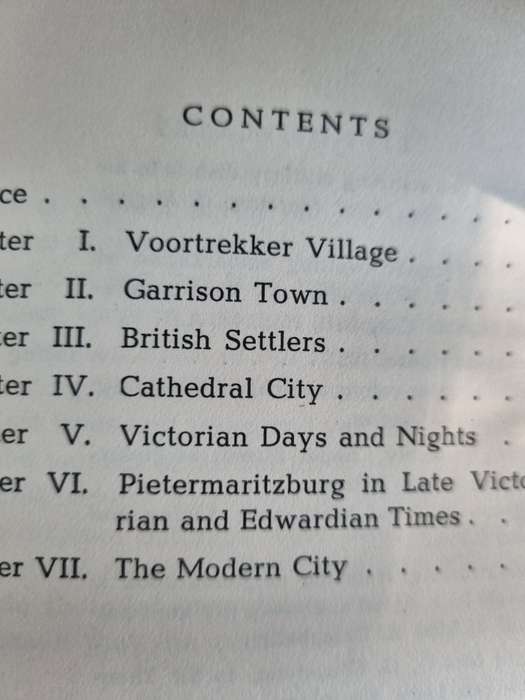 CONTENTS
ce . . . . . . . . . . . . . .
ter I. Voortrekker Village . . . .
ter II. Garrison Town . . . . . .
er III. British Settlers . . . . . .
ter IV. Cathedral City . . . . . .
er V. Victorian Days and Nights .
er VI. Pietermaritzburg in Late Victo
rian and Edwardian Times . . .
er VII. The Modern City . . . . .